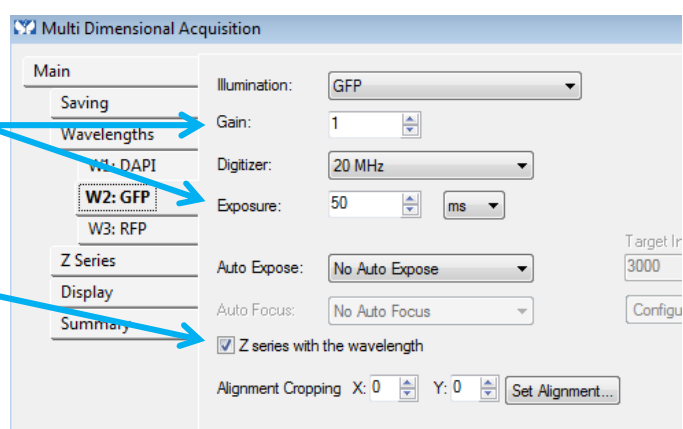 Multi Dimensional Acquisition
Main
Saving
Wavelengths
W1: DAPI
W2: GFP
W3: RFP
Z Series
Display
Summary
Illumination: GFP
Gain: 1
Digitizer: 20 MHz
Exposure: 50 ms
Target In
Auto Expose: No Auto Expose 3000
Auto Focus: No Auto Focus Configu
Z series with the wavelength
Alignment Cropping X: 0 Y: 0 Set Alignment...